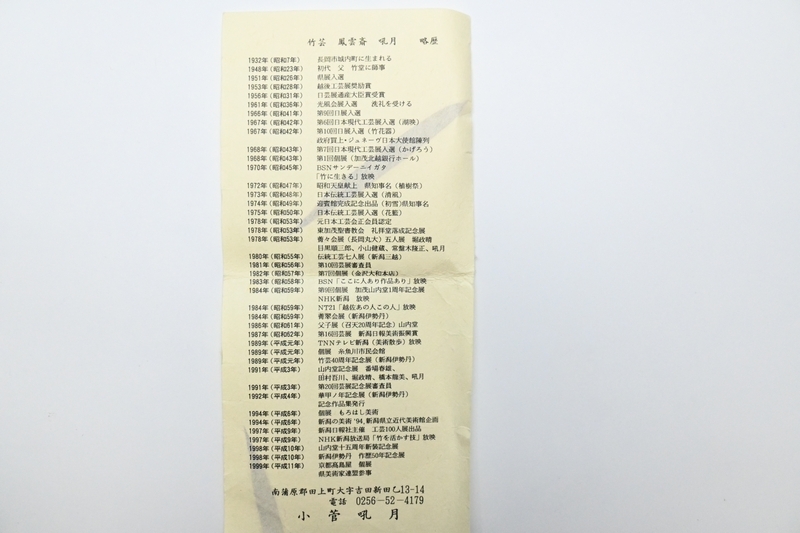 竹芸　鳳雲斎　吼月　略歴
1932年（昭和7年）　長岡市城内町に生まれる
1948年（昭和23年）　初代　父　竹堂に師事
1951年（昭和26年）　県展入選
1953年（昭和28年）　越後工芸展奨励賞
1956年（昭和31年）　日芸展通産大臣賞受賞
1961年（昭和36年）　光風会展入選　洗礼を受ける
1966年（昭和41年）　第9回日展入選
1967年（昭和42年）　第6回日本現代工芸展入選（湖映）
1967年（昭和42年）　第10回日展入選（竹花器）
政府買上・ジュネーヴ日本大使館陳列
1968年（昭和43年）　第7回日本現代工芸展入選（かげろう）
1968年（昭和43年）　第1回個展（加茂北越銀行ホール）
1970年（昭和45年）　BSNサンデーニイガタ
「竹に生きる」放映
1972年（昭和47年）　昭和天皇献上　県知事名（植樹祭）
1973年（昭和48年）　日本伝統工芸展入選（清風）
1974年（昭和49年）　迎賓館完成記念出品（初雪）県知事名
1975年（昭和50年）　日本伝統工芸展入選（花籃）
1978年（昭和53年）　元日本工芸会正会員認定
1978年（昭和53年）　東加茂聖書教会　礼拝堂落成記念展
1978年（昭和53年）　善々会展（長岡丸大）五人展　堀政晴
目黒順三郎、小山健蔵、常盤木隆正、吼月
1980年（昭和55年）　伝統工芸七人展（新潟三越）
1981年（昭和56年）　第10回芸展審査員
1982年（昭和57年）　第7回個展（金沢大和本店）
1983年（昭和58年）　BSN「ここに人あり作品あり」放映
1984年（昭和59年）　第9回個展　加茂山内堂1周年記念展
NHK新潟　放映
1984年（昭和59年）　NT21「越佐あの人この人」放映
1984年（昭和59年）　善翠会展（新潟伊勢丹）
1986年（昭和61年）　父子展（召天20周年記念）山内堂
1987年（昭和62年）　第16回芸展　新潟日報美術振興賞
1989年（平成元年）　TNNテレビ新潟（美術散歩）放映
1989年（平成元年）　個展　糸魚川市民会館
1989年（平成元年）　竹芸40周年記念展（新潟伊勢丹）
1991年（平成3年）　山内堂記念展　番場春雄、
田村百川、堀政晴、橋本龍美、吼月
1991年（平成3年）　第20回芸展記念展審査員
1992年（平成4年）　華甲ノ年記念展（新潟伊勢丹）
記念作品集発行
1994年（平成6年）　個展　もろはし美術
1994年（平成6年）　新潟の美術 '94,新潟県立近代美術館企画
1997年（平成9年）　新潟日報社主催　工芸100人展出品
1997年（平成9年）　NHK新潟放送局「竹を活かす技」放映
1998年（平成10年）　山内堂十五周年新装記念展
1998年（平成10年）　新潟伊勢丹　作歴50年記念展
1999年（平成11年）　京都高島屋　個展
県美術家連盟参事
南蒲原郡田上町大字吉田新田乙13-14
電話　0256-52-4179
小菅吼月